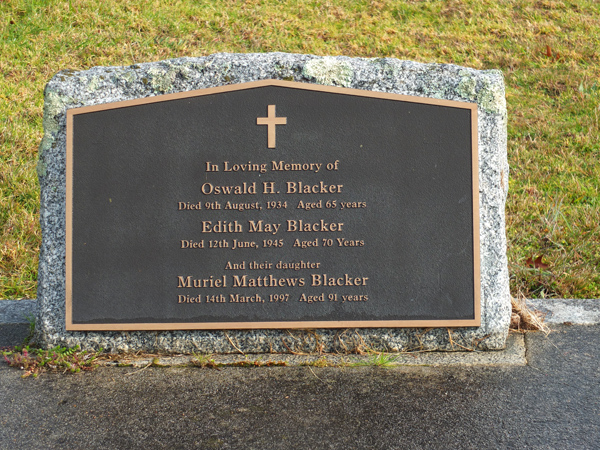 In Loving Memory of
Oswald H. Blacker
Died 9th August, 1934 Aged 65 years
Edith May Blacker
Died 12th June, 1945 Aged 70 Years
And their daughter
Muriel Matthews Blacker
Died 14th March, 1997 Aged 91 years